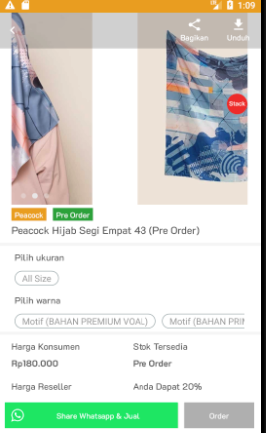 1:09
Bagikan
Unduh
Stock
Peacock
Pre Order
Peacock Hijab Segi Empat 43 (Pre Order)
Pilih ukuran
All Size
Pilih warna
Motif (BAHAN PREMIUM VOAL)
Motif (BAHAN PRIM
Harga Konsumen
Stok Tersedia
Rp180.000
Pre Order
Harga Reseller
Anda Dapat 20%
Share Whatsapp & Jual
Order